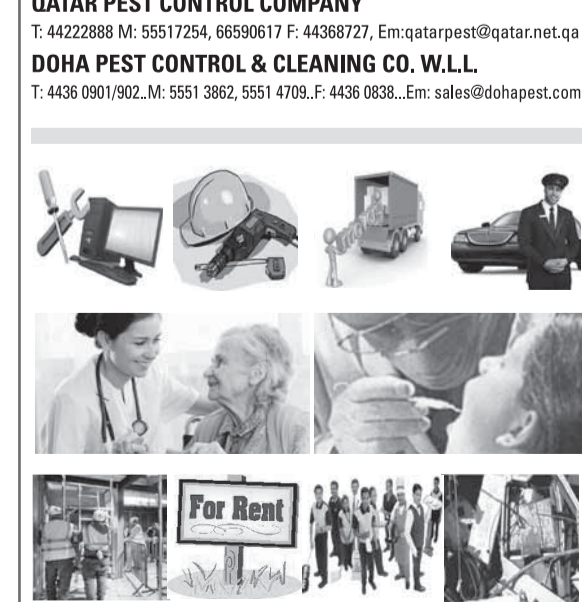 QATAR PEST CONTROL COMPANY
T: 44222888 M: 55517254, 66590617 F: 44368727, Em:qatarpest@qatar.net.qa
DOHA PEST CONTROL & CLEANING CO. W.L.L.
T: 4436 0901/902..M: 5551 3862, 5551 4709..F: 4436 0838...Em: sales@dohapest.com
For Rent